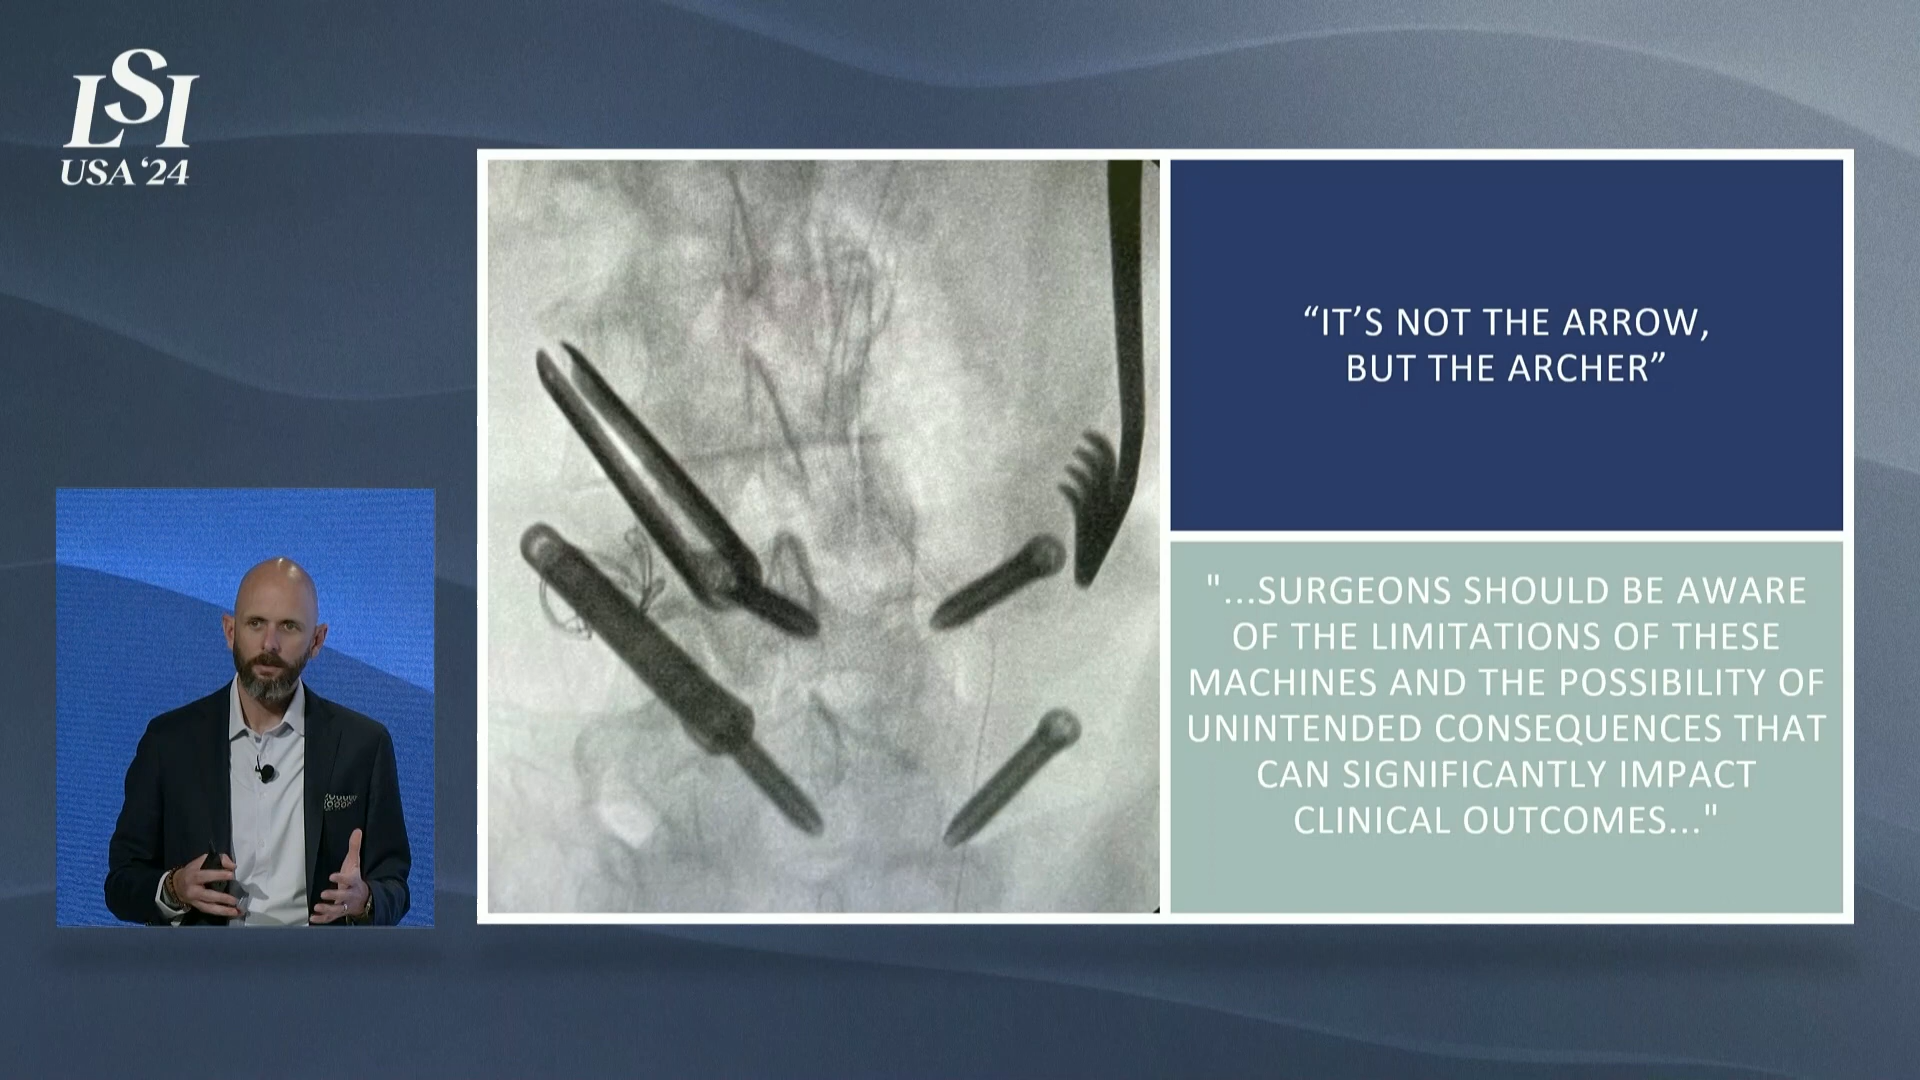 LSI
USA ‘24
“IT’S NOT THE ARROW,
BUT THE ARCHER”
"...SURGEONS SHOULD BE AWARE
OF THE LIMITATIONS OF THESE
MACHINES AND THE POSSIBILITY OF
UNINTENDED CONSEQUENCES THAT
CAN SIGNIFICANTLY IMPACT
CLINICAL OUTCOMES..."